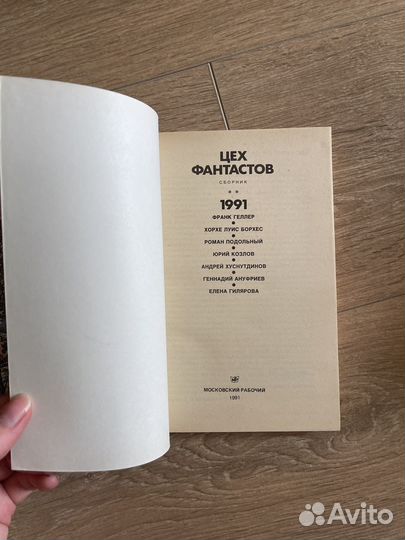 ЦЕХ
ФАНТАСТОВ
СБОРНИК
1991
ФРАНК ГЕЛЛЕР
ХОРХЕ ЛУИС БОРХЕС
РОМАН ПОДОЛЬНЫЙ
ЮРИЙ КОЗЛОВ
АНДРЕЙ ХУСНУТДИНОВ
ГЕННАДИЙ АНУФРИЕВ
ЕЛЕНА ГИЛЯРОВА
МОСКОВСКИЙ РАБОЧИЙ
1991
Avito